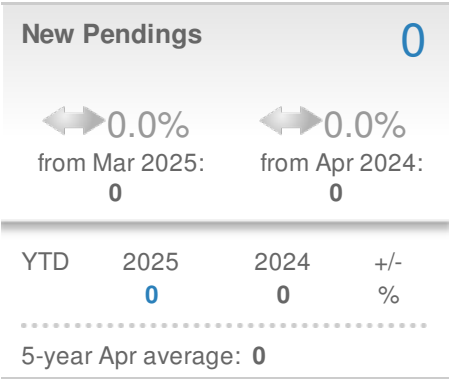 New Pendings 0
0.0% 0.0%
from Mar 2025: from Apr 2024:
0 0
YTD 2025 2024 +/-
0 0 %
5-year Apr average: 0